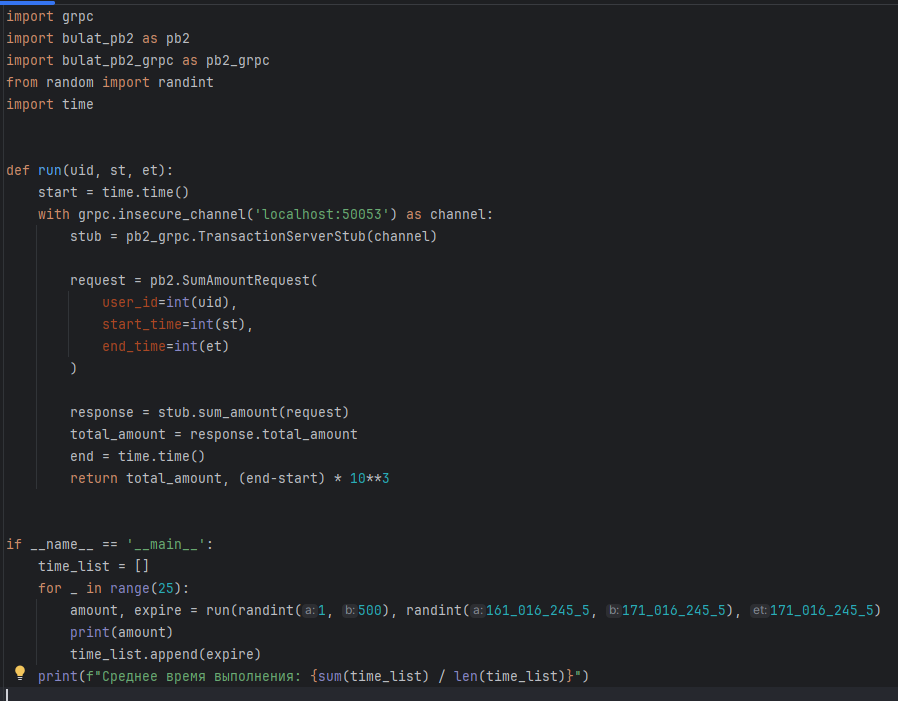 import grpc
import bulat_pb2 as pb2
import bulat_pb2_grpc as pb2_grpc
from random import randint
import time
def run(uid, st, et):
    start = time.time()
    with grpc.insecure_channel('localhost:50053') as channel:
        stub = pb2_grpc.TransactionServerStub(channel)
        request = pb2.SumAmountRequest(
            user_id=int(uid),
            start_time=int(st),
            end_time=int(et)
        )
        response = stub.sum_amount(request)
        total_amount = response.total_amount
        end = time.time()
        return total_amount, (end-start) * 10**3
if __name__ == '__main__':
    time_list = []
    for _ in range(25):
        amount, expire = run(randint( a: 1, b: 500), randint( a: 161_016_245_5, b: 171_016_245_5), et: 171_016_245_5)
        print(amount)
        time_list.append(expire)
    print(f"Среднее время выполнения: {sum(time_list) / len(time_list)}")